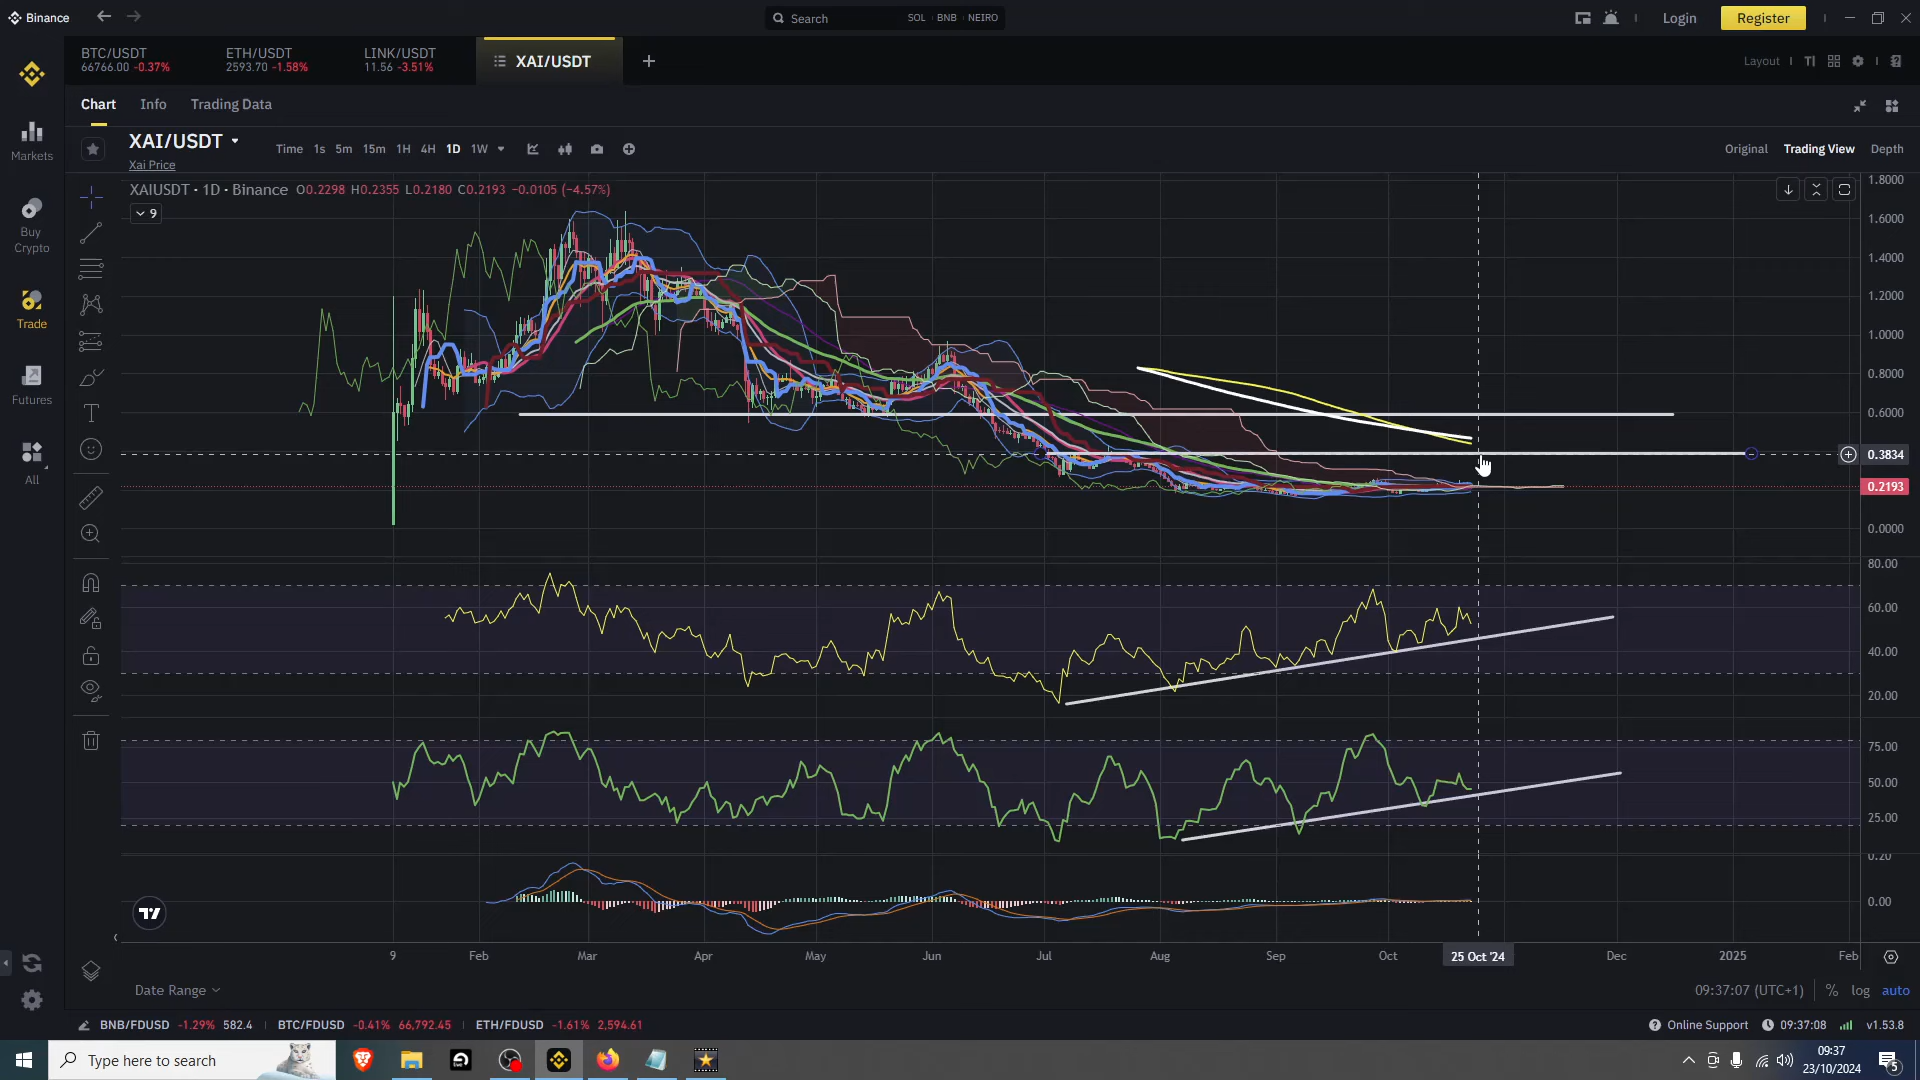 Binance
Search SOL BNB NEIRO
Login Register
BTC/USDT
66766.00 -0.37%
ETH/USDT
2593.70 -1.58%
LINK/USDT
11.56 -3.51%
XAI/USDT
Layout
Chart Info Trading Data
XAI/USDT
Xai Price
Time 1s 5m 15m 1H 4H 1D 1W
Original Trading View Depth
XAIUSDT · 1D · Binance O0.2298 H0.2355 L0.2180 C0.2193 -0.0105 (-4.57%)
9
Markets
Buy
Crypto
Trade
Futures
All
1.8000
1.6000
1.4000
1.2000
1.0000
0.8000
0.6000
0.3834
0.2193
0.0000
80.00
60.00
40.00
20.00
75.00
50.00
25.00
0.20
0.00
9 Feb Mar Apr May Jun Jul Aug Sep Oct 25 Oct '24 Dec 2025 Feb
Date Range
09:37:07 (UTC+1) % log auto
BNB/FDUSD -1.29% 582.4 BTC/FDUSD -0.41% 66,792.45 ETH/FDUSD -1.61% 2,594.61
Online Support 09:37:08 v1.53.8
Type here to search
09:37
23/10/2024
5